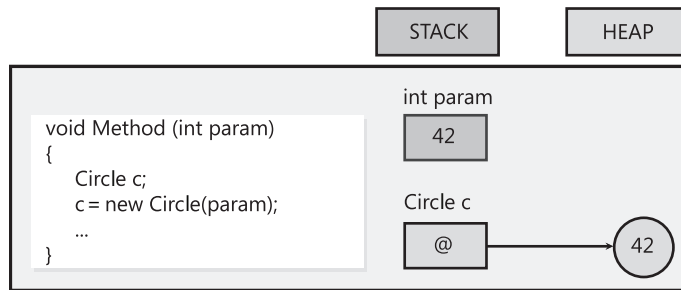 STACK HEAP
int param
void Method (int param)
42
{
Circle c;
Circle c
c = new Circle(param);
...
@ 42
}